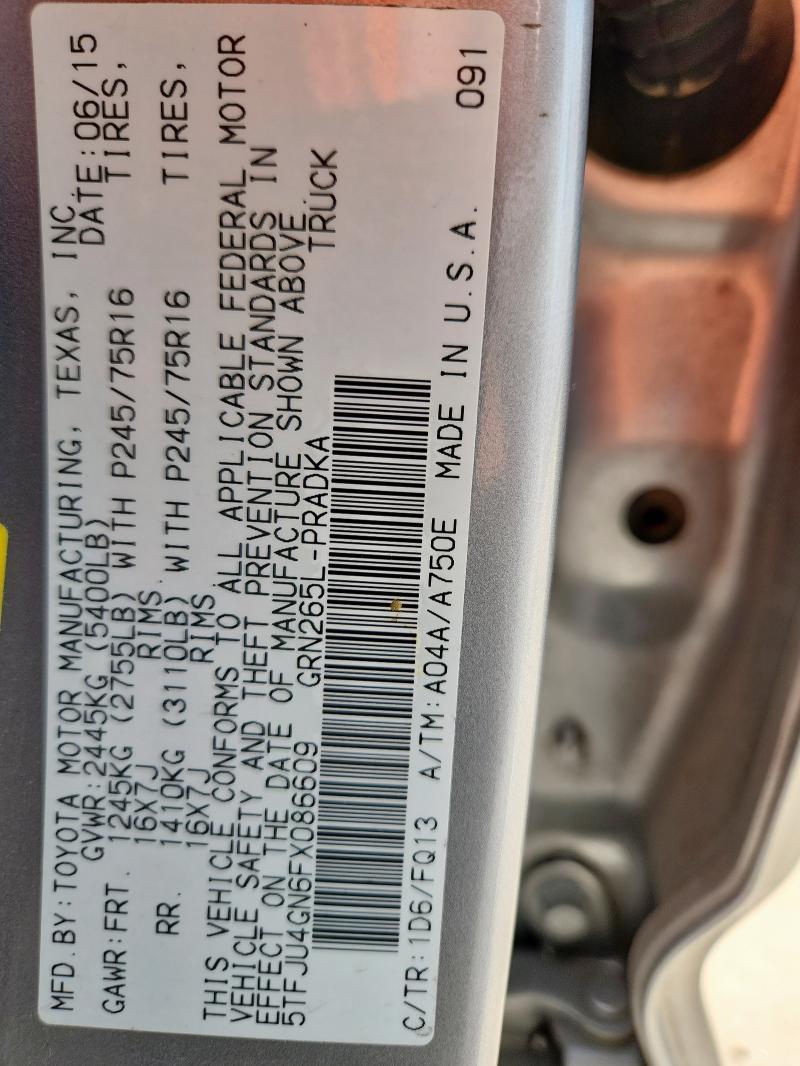 MFD.BY:TOYOTA MOTOR MANUFACTURING, TEXAS, INC.
GVWR:2445KG (5400LB) DATE:06/15
GAWR:FRT. 1245KG (2755LB) WITH P245/75R16 TIRES,
16X7J RIMS.
RR. 1410KG (3110LB) WITH P245/75R16 TIRES,
16X7J RIMS
THIS VEHICLE CONFORMS TO ALL APPLICABLE FEDERAL MOTOR
VEHICLE SAFETY AND THEFT PREVENTION STANDARDS IN
EFFECT ON THE DATE OF MANUFACTURE SHOWN ABOVE.
5TFJU4GN6FX086609 GRN265L-PRADKA TRUCK
C/TR:1D6/FQ13 A/TM:A04A/A750E MADE IN U.S.A. 091